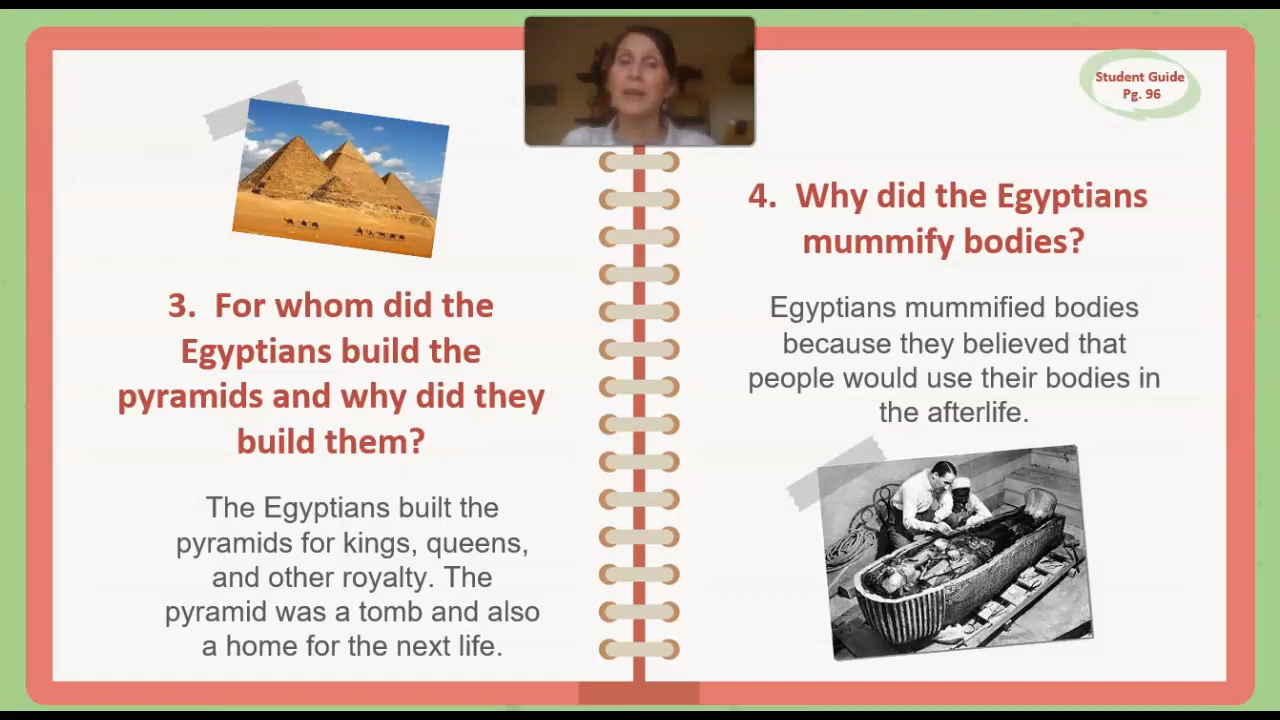 Student Guide
Pg. 96
3. For whom did the
Egyptians build the
pyramids and why did they
build them?
The Egyptians built the
pyramids for kings, queens,
and other royalty. The
pyramid was a tomb and also
a home for the next life.
4. Why did the Egyptians
mummify bodies?
Egyptians mummified bodies
because they believed that
people would use their bodies in
the afterlife.